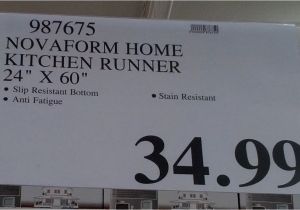 987675
NOVAFORM HOME
KITCHEN RUNNER
24" X 60"
• Slip Resistant Bottom
• Anti Fatigue
• Stain Resistant
34.99